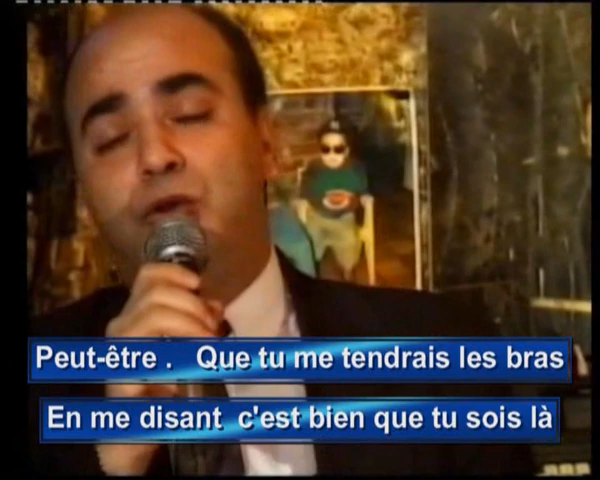 Peut-être . Que tu me tendrais les bras
En me disant c'est bien que tu sois là